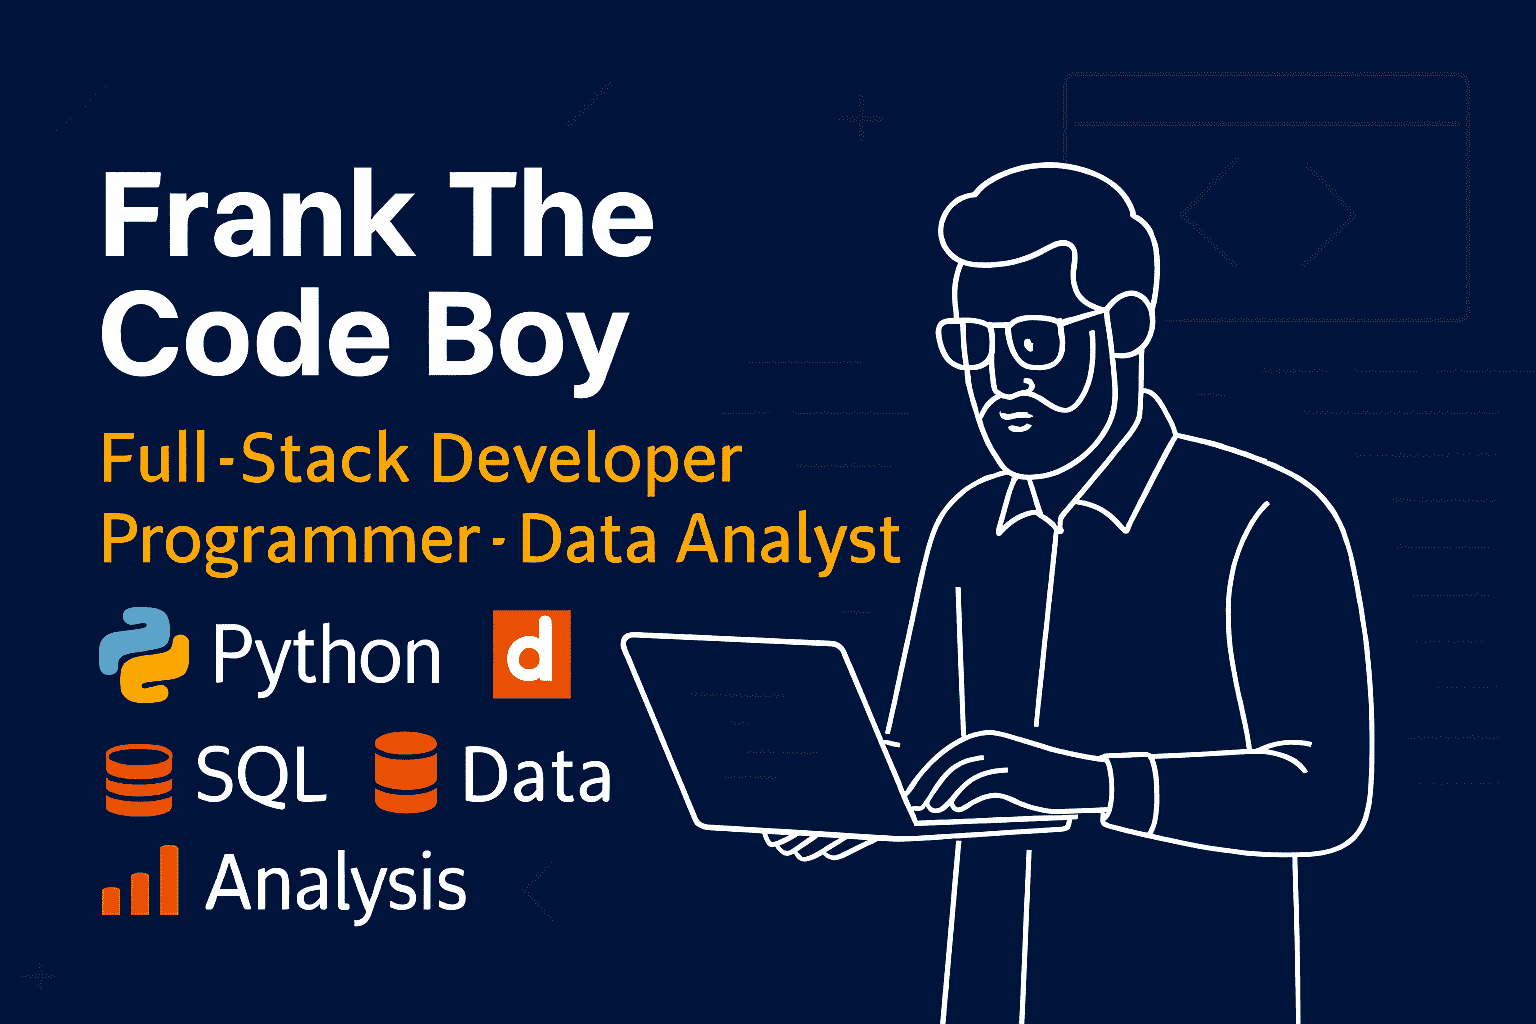 Frank The
Code Boy
Full-Stack Developer
Programmer-Data Analyst
Python d
SQL Data
Analysis